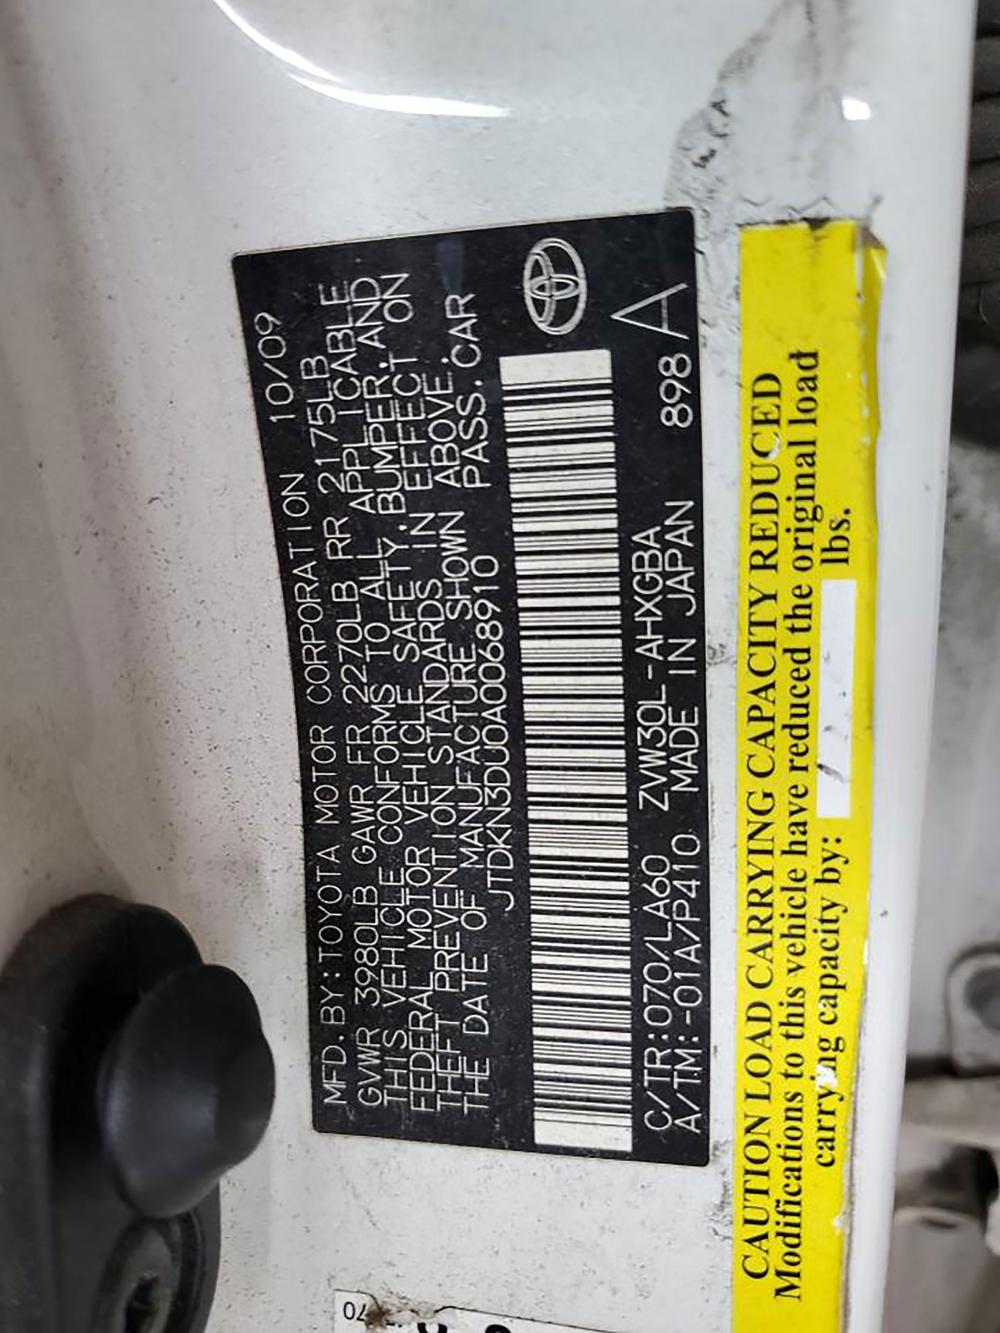 MFD. BY: TOYOTA MOTOR CORPORATION 10/09
GVWR 3980LB GAWR FR 2270LB RR 2175LB
THIS VEHICLE CONFORMS TO ALL APPLICABLE
FEDERAL MOTOR VEHICLE SAFETY, BUMPER, AND
THEFT PREVENTION STANDARDS IN EFFECT ON
THE DATE OF MANUFACTURE SHOWN ABOVE.
JTDKN3DU0A0068910 PASS. CAR
C/TR: 070/LA60 ZVW30L-AHXGBA
A/TM: -01A/P410 MADE IN JAPAN 898 A
CAUTION LOAD CARRYING CAPACITY REDUCED
Modifications to this vehicle have reduced the original load
carrying capacity by: lbs.